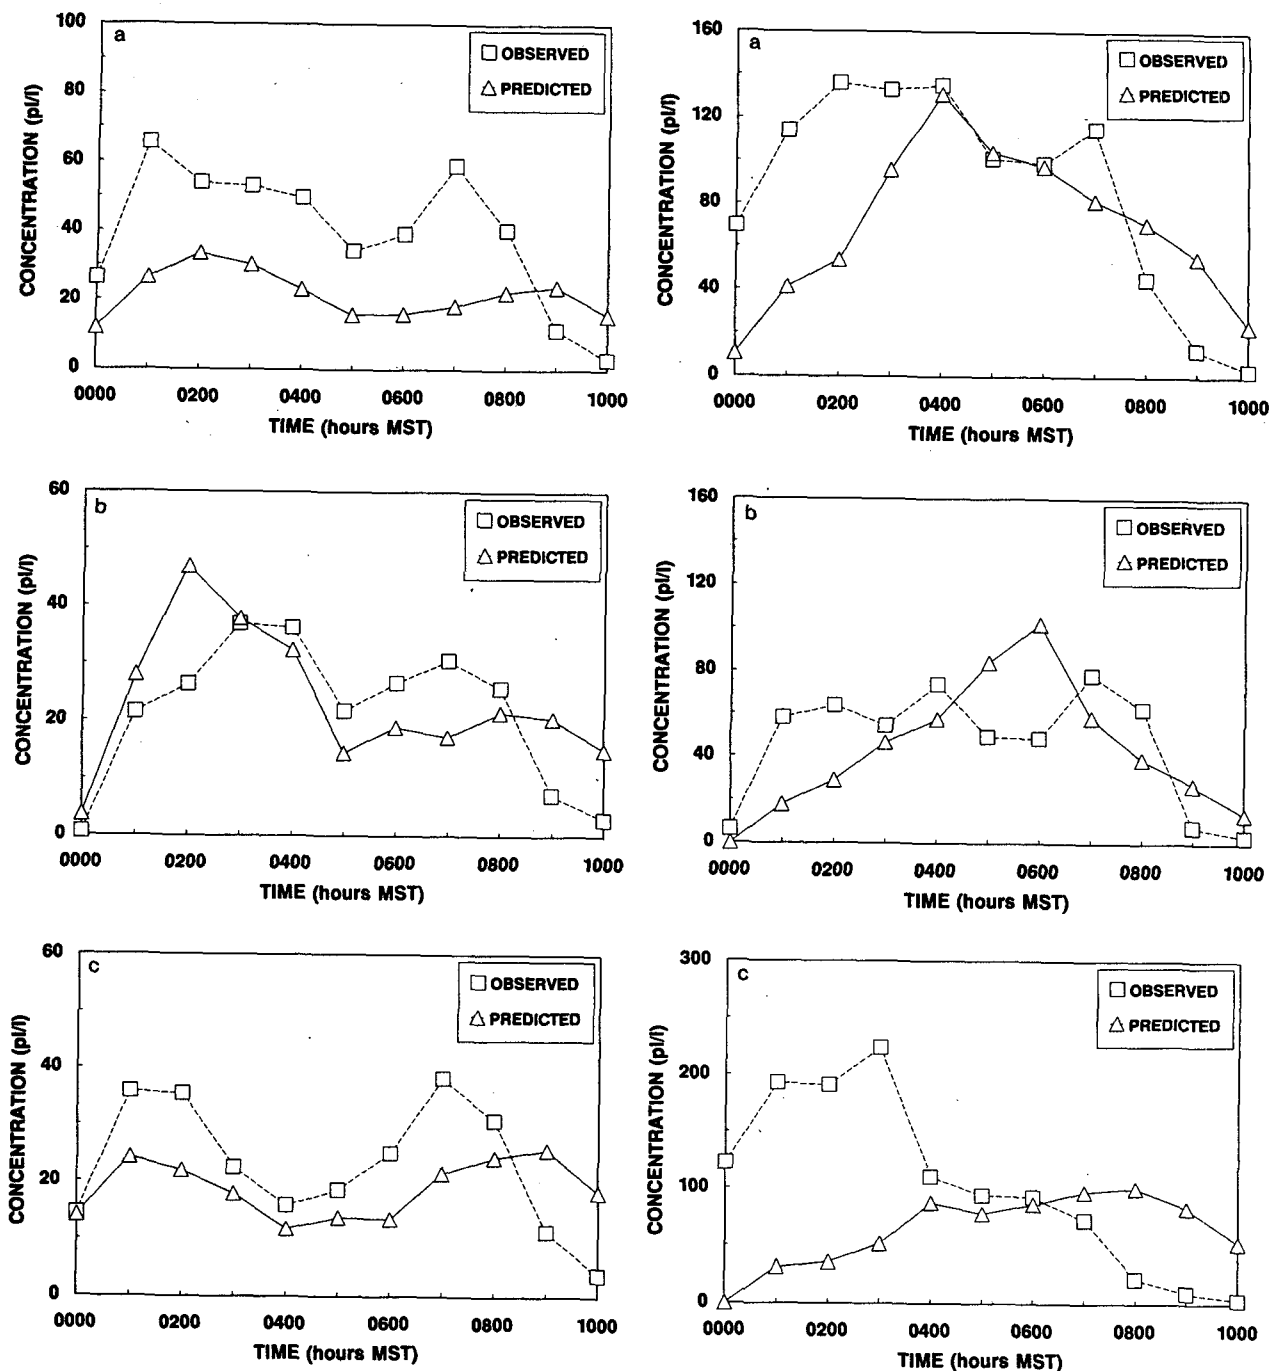 a
100
80
60
40
20
0
CONCENTRATION (pl/l)
OBSERVED
PREDICTED
0000 0200 0400 0600 0800 1000
TIME (hours MST)
a
160
120
80
40
0
CONCENTRATION (pl/l)
OBSERVED
PREDICTED
0000 0200 0400 0600 0800 1000
TIME (hours MST)
b
60
40
20
0
CONCENTRATION (pl/l)
OBSERVED
PREDICTED
0000 0200 0400 0600 0800 1000
TIME (hours MST)
b
160
120
80
40
0
CONCENTRATION (pl/l)
OBSERVED
PREDICTED
0000 0200 0400 0600 0800 1000
TIME (hours MST)
c
60
40
20
0
CONCENTRATION (pl/l)
OBSERVED
PREDICTED
0000 0200 0400 0600 0800 1000
TIME (hours MST)
c
300
200
100
0
CONCENTRATION (pl/l)
OBSERVED
PREDICTED
0000 0200 0400 0600 0800 1000
TIME (hours MST)